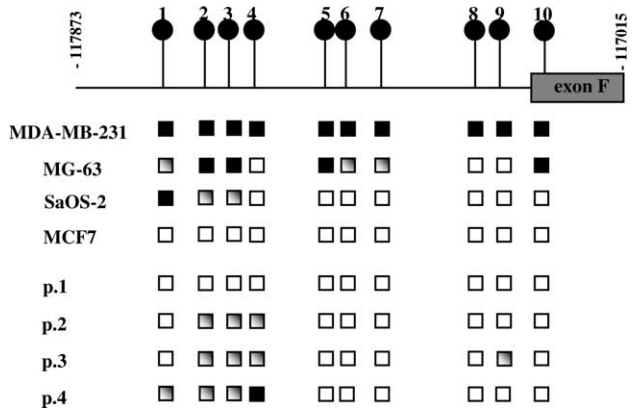 1 2 3 4 5 6 7 8 9 10
- 117873
- 117015
exon F
MDA-MB-231
MG-63
SaOS-2
MCF7
p.1
p.2
p.3
p.4